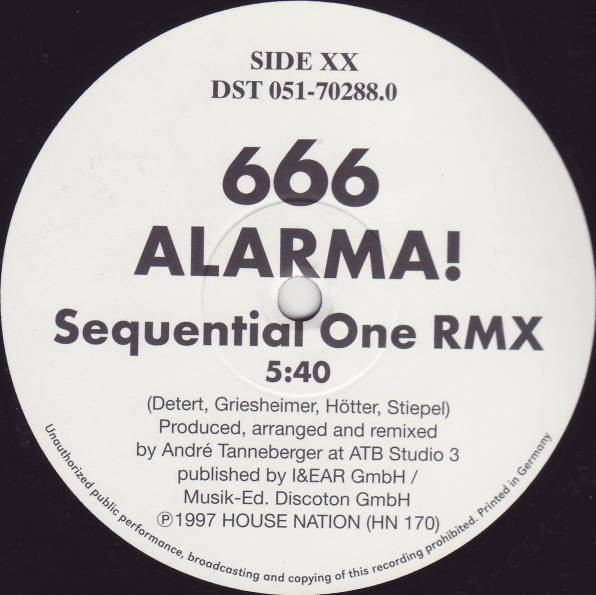 SIDE XX
DST 051-70288.0
666
ALARMA!
Sequential One RMX
5:40
(Detert, Griesheimer, Hötter, Stiepel)
Produced, arranged and remixed
by André Tanneberger at ATB Studio 3
published by I&EAR GmbH /
Musik-Ed. Discoton GmbH
℗1997 HOUSE NATION (HN 170)
Unauthorized public performance, broadcasting and copying of this recording prohibited. Printed in Germany